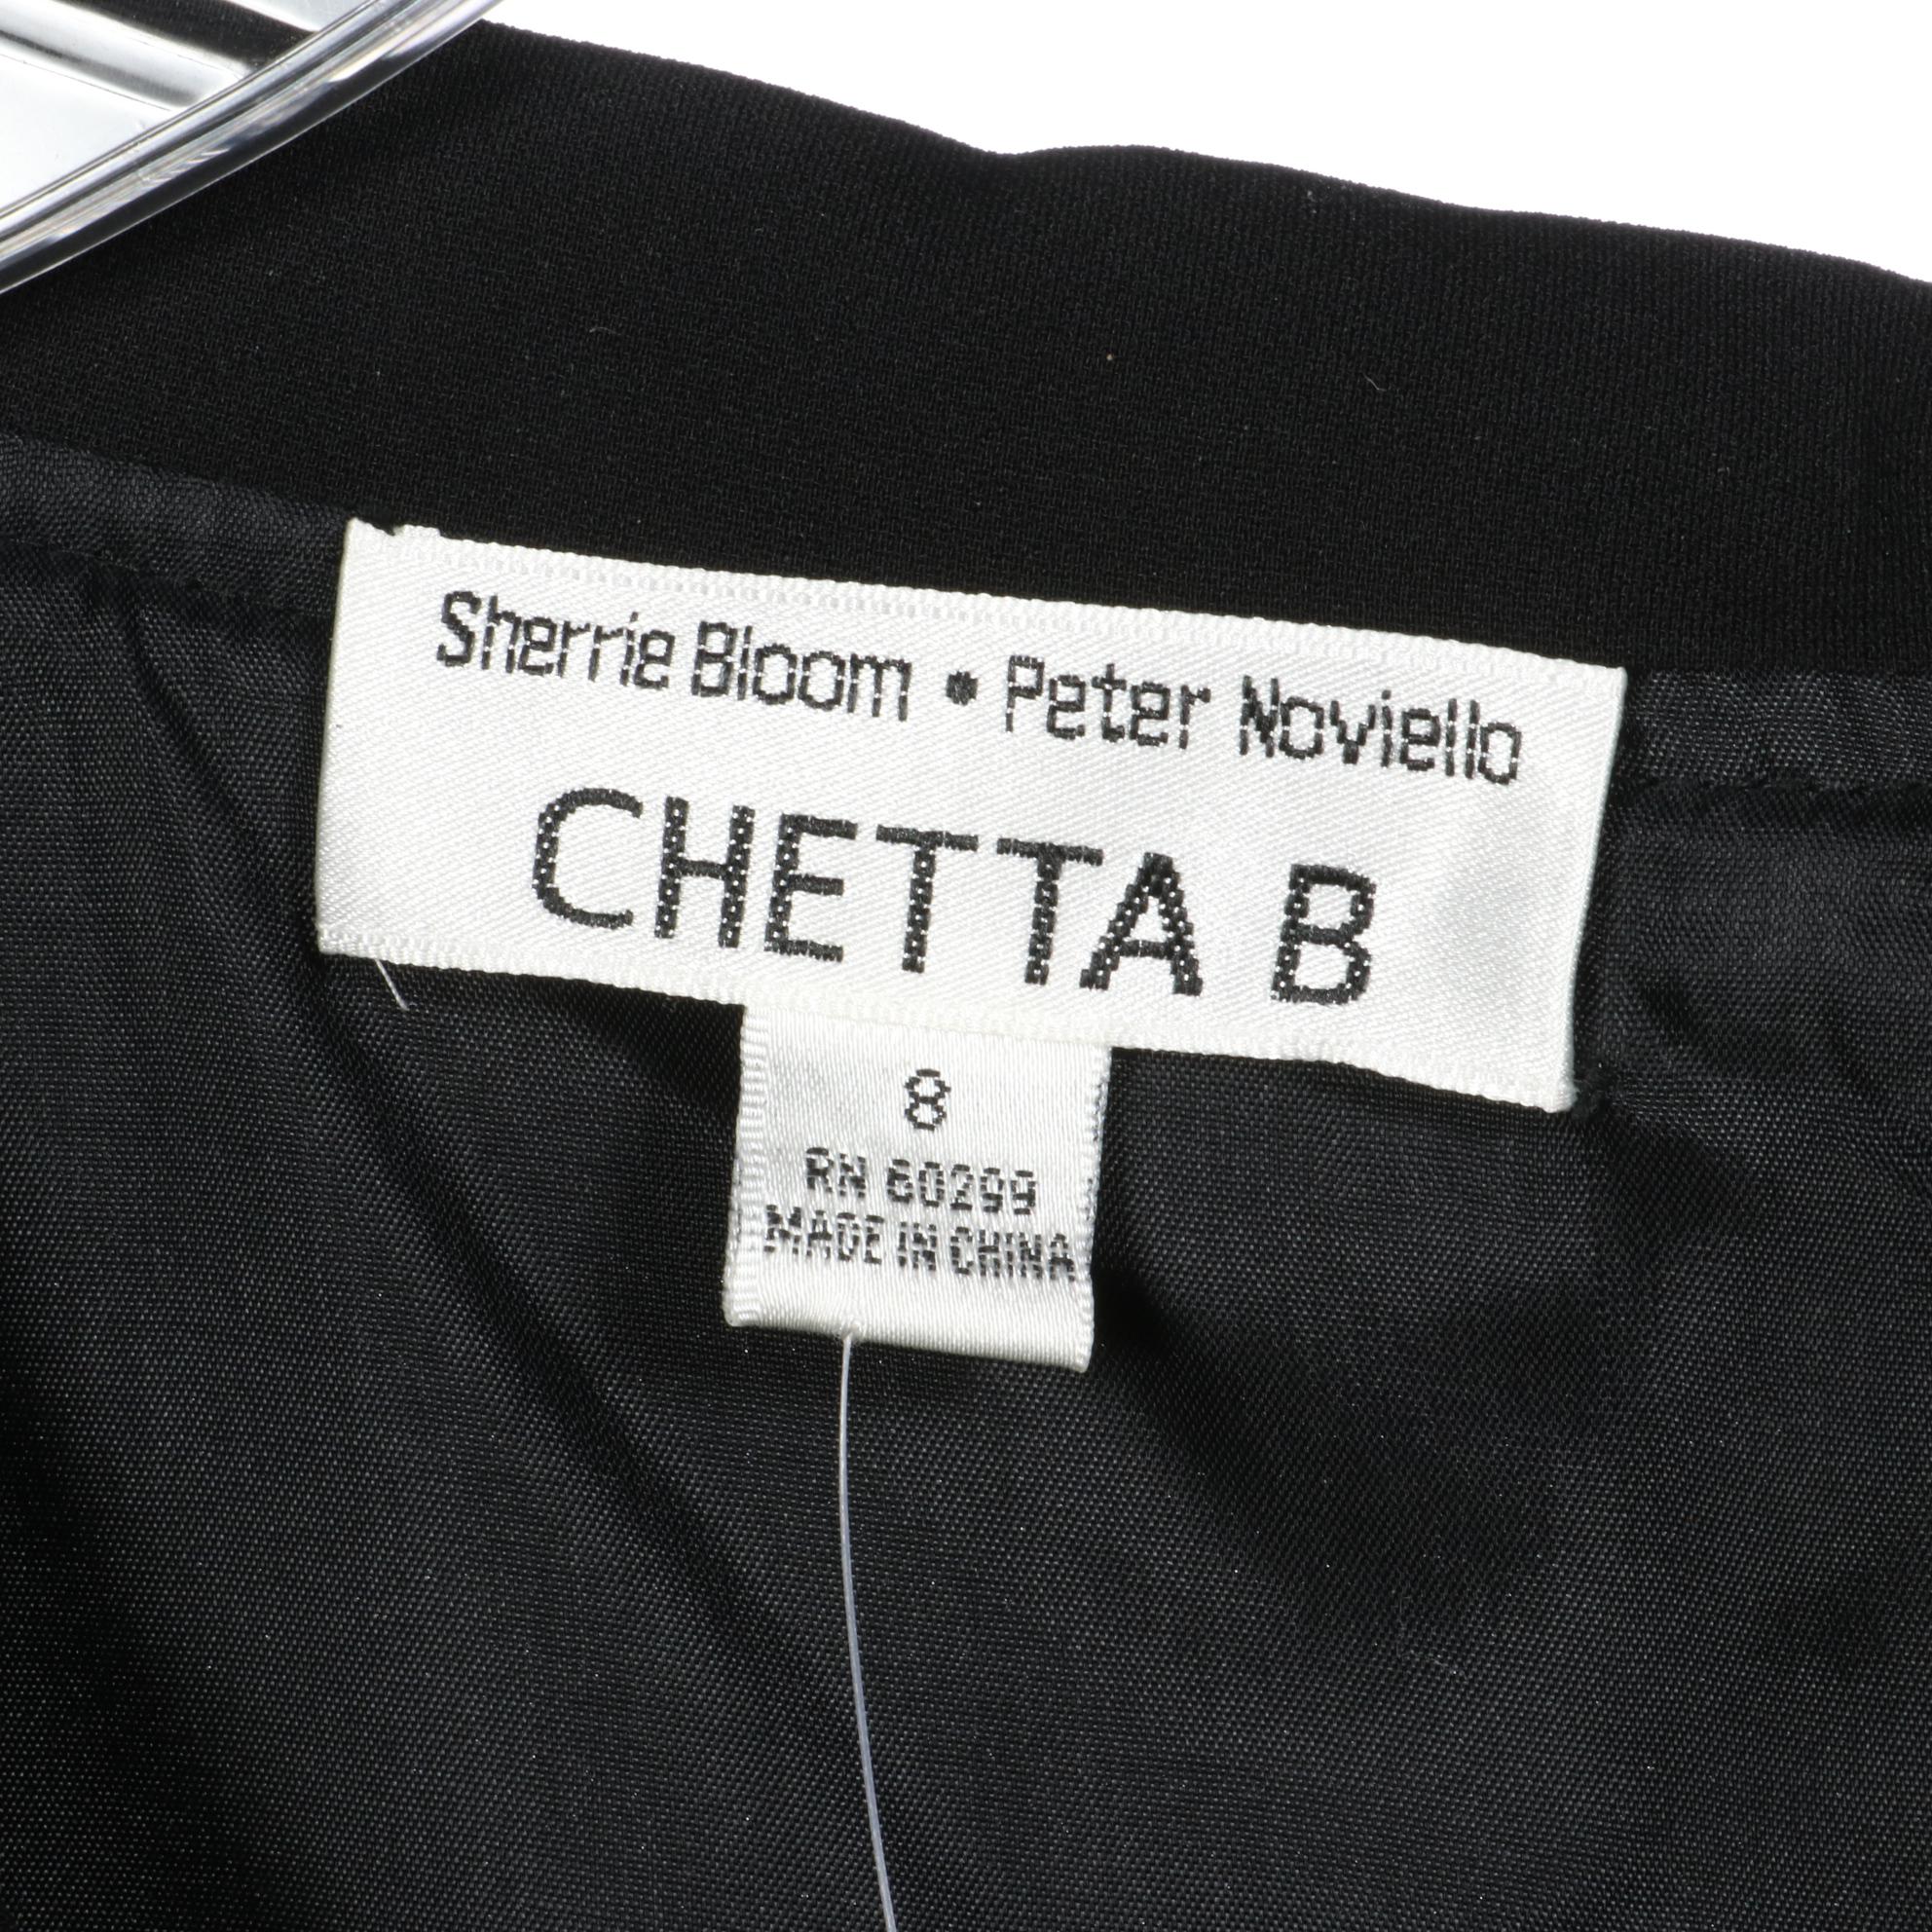 Sherrie Bloom • Peter Noviello
CHETTA B
8
RN 60299
MADE IN CHINA